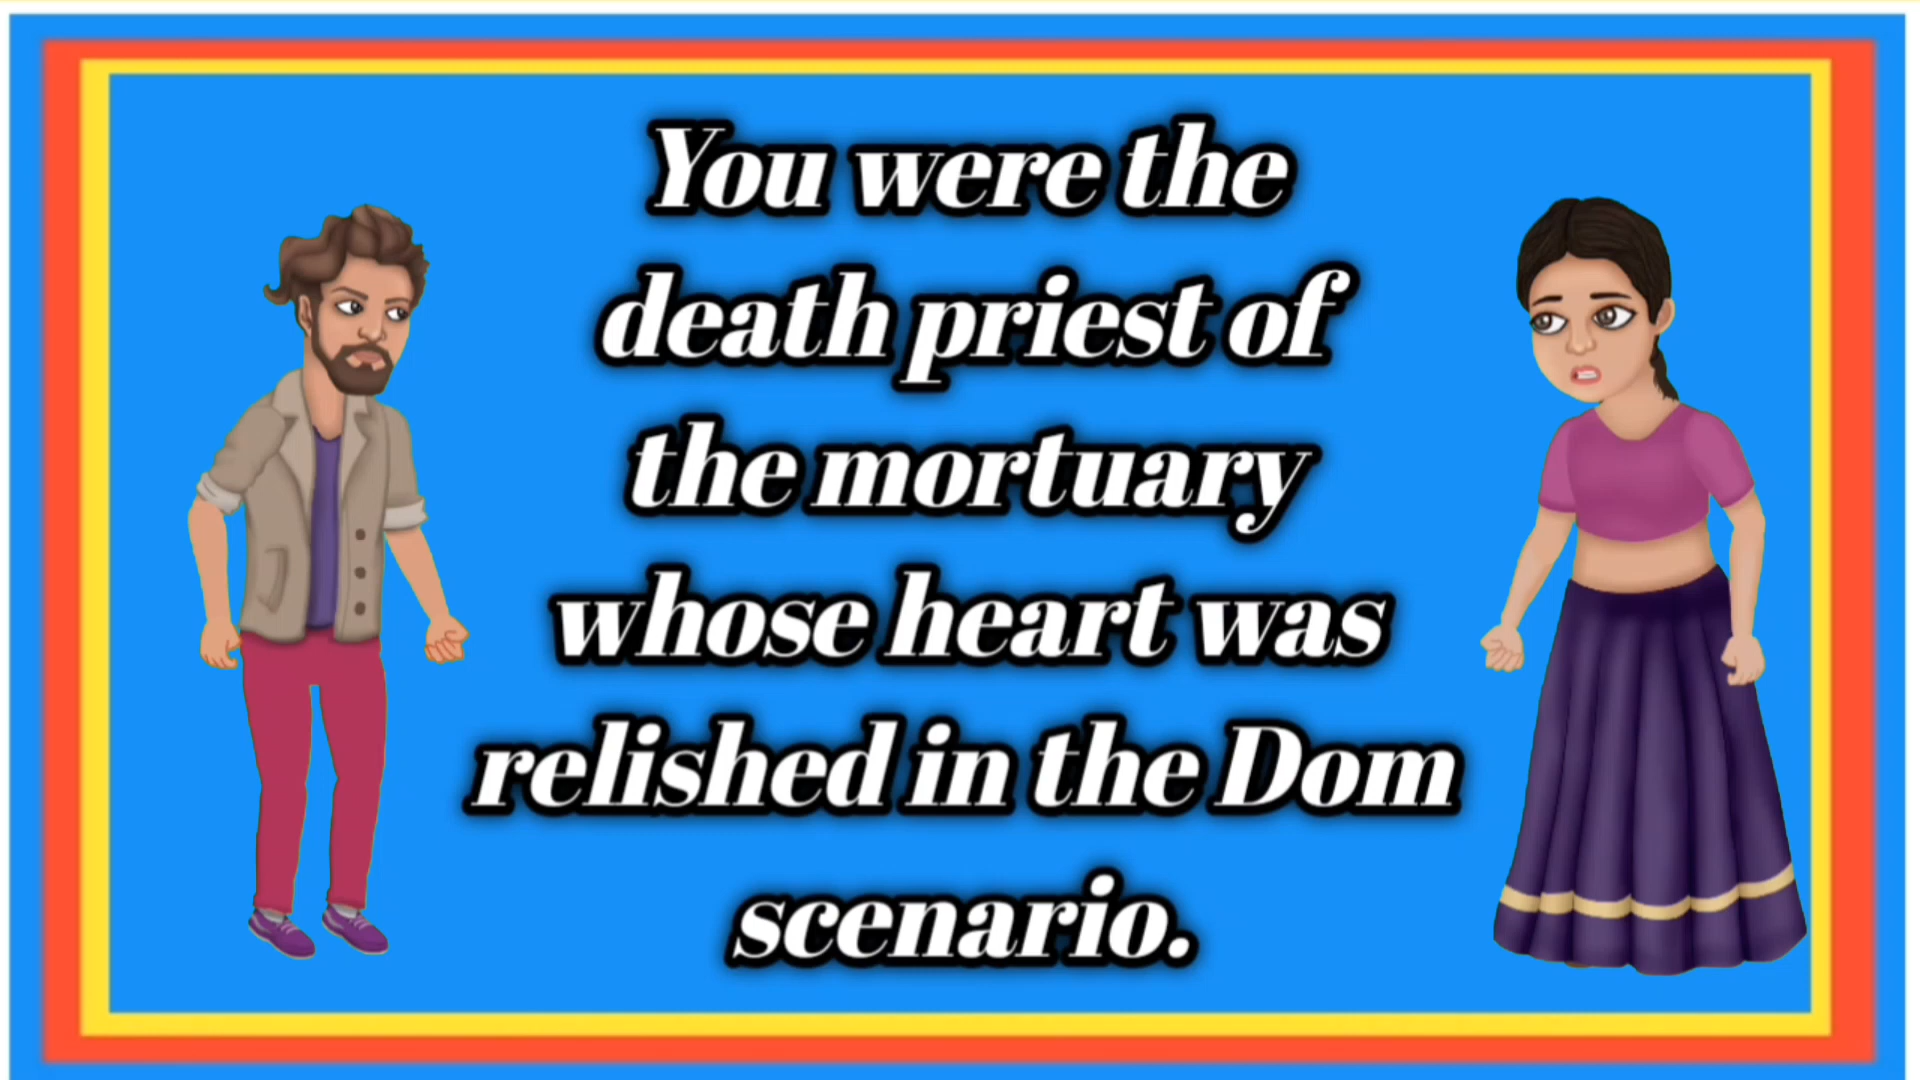 You were the
death priest of
the mortuary
whose heart was
relished in the Dom
scenario.